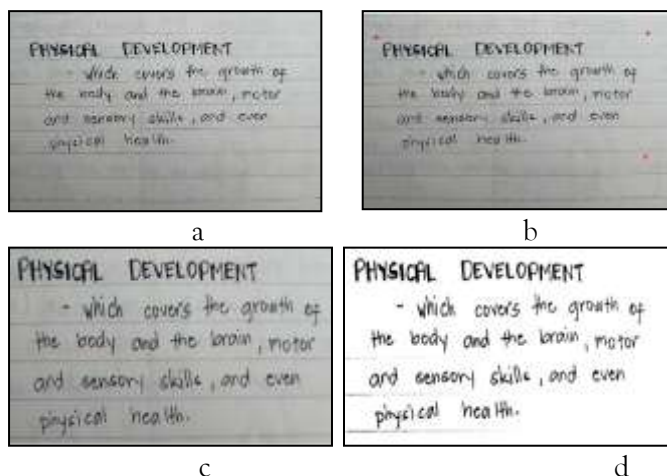 PHYSICAL DEVELOPMENT
- which covers the growth of
the body and the brain, motor
and sensory skills, and even
physical health.
a
PHYSICAL DEVELOPMENT
- which covers the growth of
the body and the brain, motor
and sensory skills, and even
physical health.
b
PHYSICAL DEVELOPMENT
- which covers the growth of
the body and the brain, motor
and sensory skills, and even
physical health.
c
PHYSICAL DEVELOPMENT
- which covers the growth of
the body and the brain, motor
and sensory skills, and even
physical health.
d